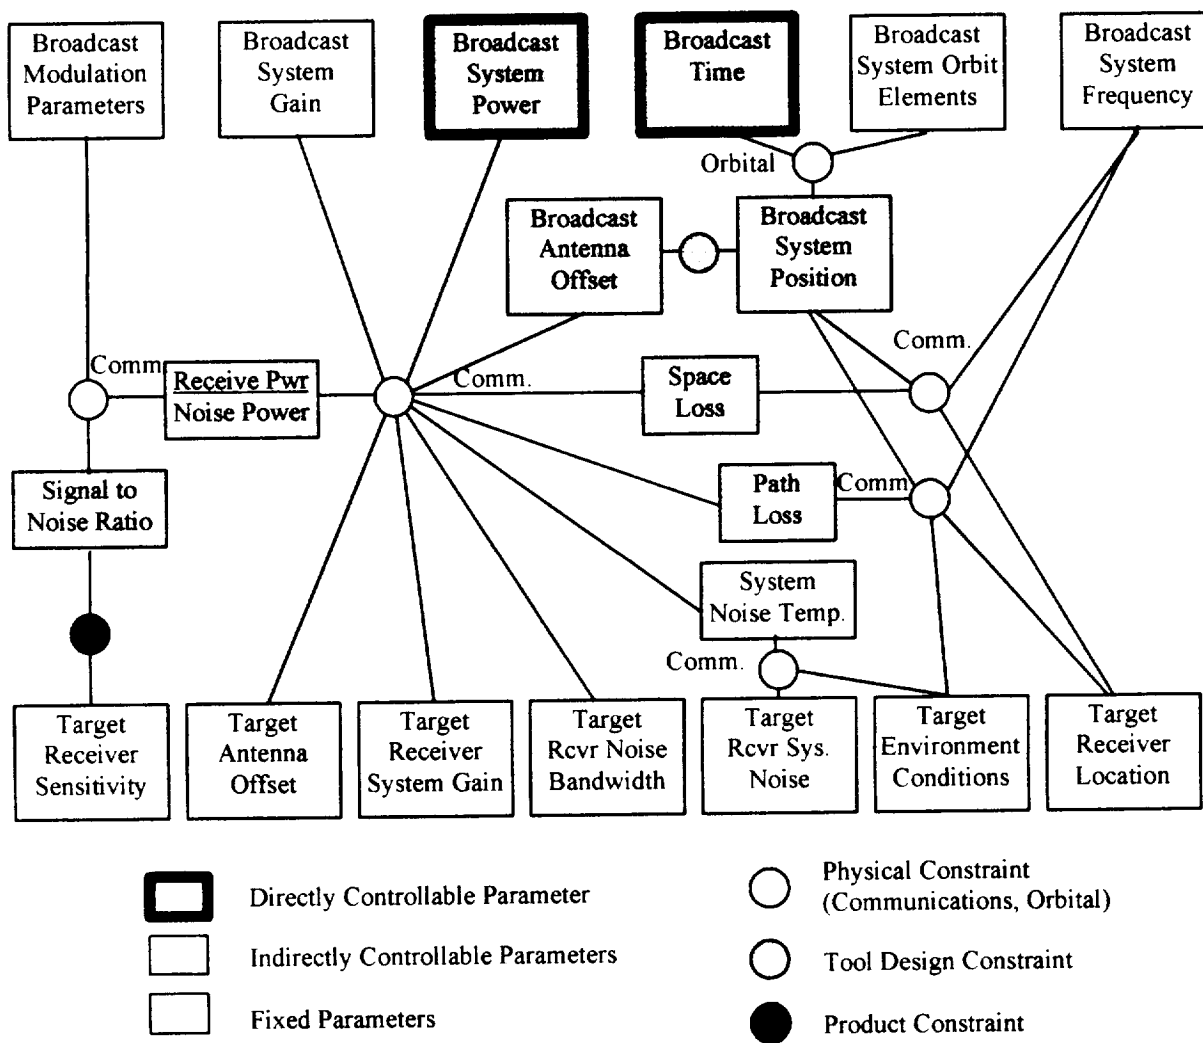 Broadcast
Modulation
Parameters
Broadcast
System
Gain
Broadcast
System
Power
Broadcast
Time
Broadcast
System Orbit
Elements
Broadcast
System
Frequency
Orbital
Broadcast
Antenna
Offset
Broadcast
System
Position
Comm.
Comm.
Receive Pwr
Noise Power
Comm.
Space
Loss
Signal to
Noise Ratio
Path
Loss
Comm
System
Noise Temp.
Comm.
Target
Receiver
Sensitivity
Target
Antenna
Offset
Target
Receiver
System Gain
Target
Rcvr Noise
Bandwidth
Target
Rcvr Sys.
Noise
Target
Environment
Conditions
Target
Receiver
Location
Directly Controllable Parameter
Indirectly Controllable Parameters
Fixed Parameters
Physical Constraint
(Communications, Orbital)
Tool Design Constraint
Product Constraint